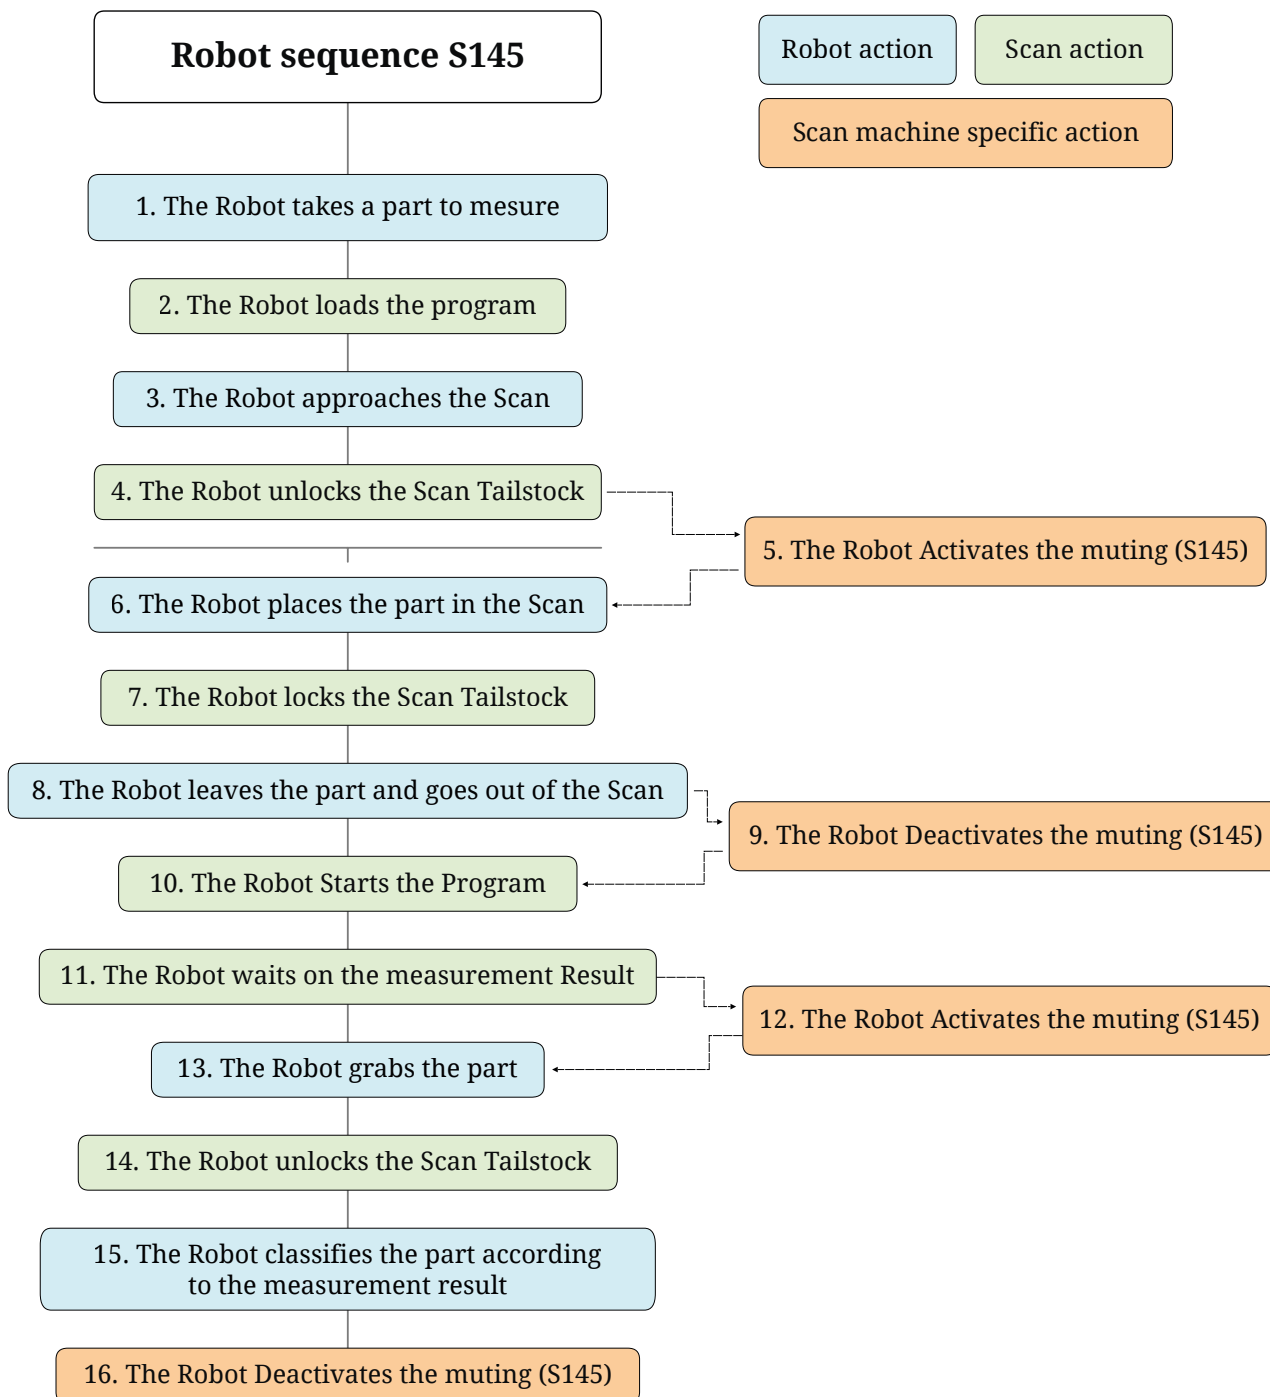 Robot sequence S145
Robot action
Scan action
Scan machine specific action
1. The Robot takes a part to mesure
2. The Robot loads the program
3. The Robot approaches the Scan
4. The Robot unlocks the Scan Tailstock
5. The Robot Activates the muting (S145)
6. The Robot places the part in the Scan
7. The Robot locks the Scan Tailstock
8. The Robot leaves the part and goes out of the Scan
9. The Robot Deactivates the muting (S145)
10. The Robot Starts the Program
11. The Robot waits on the measurement Result
12. The Robot Activates the muting (S145)
13. The Robot grabs the part
14. The Robot unlocks the Scan Tailstock
15. The Robot classifies the part according
to the measurement result
16. The Robot Deactivates the muting (S145)